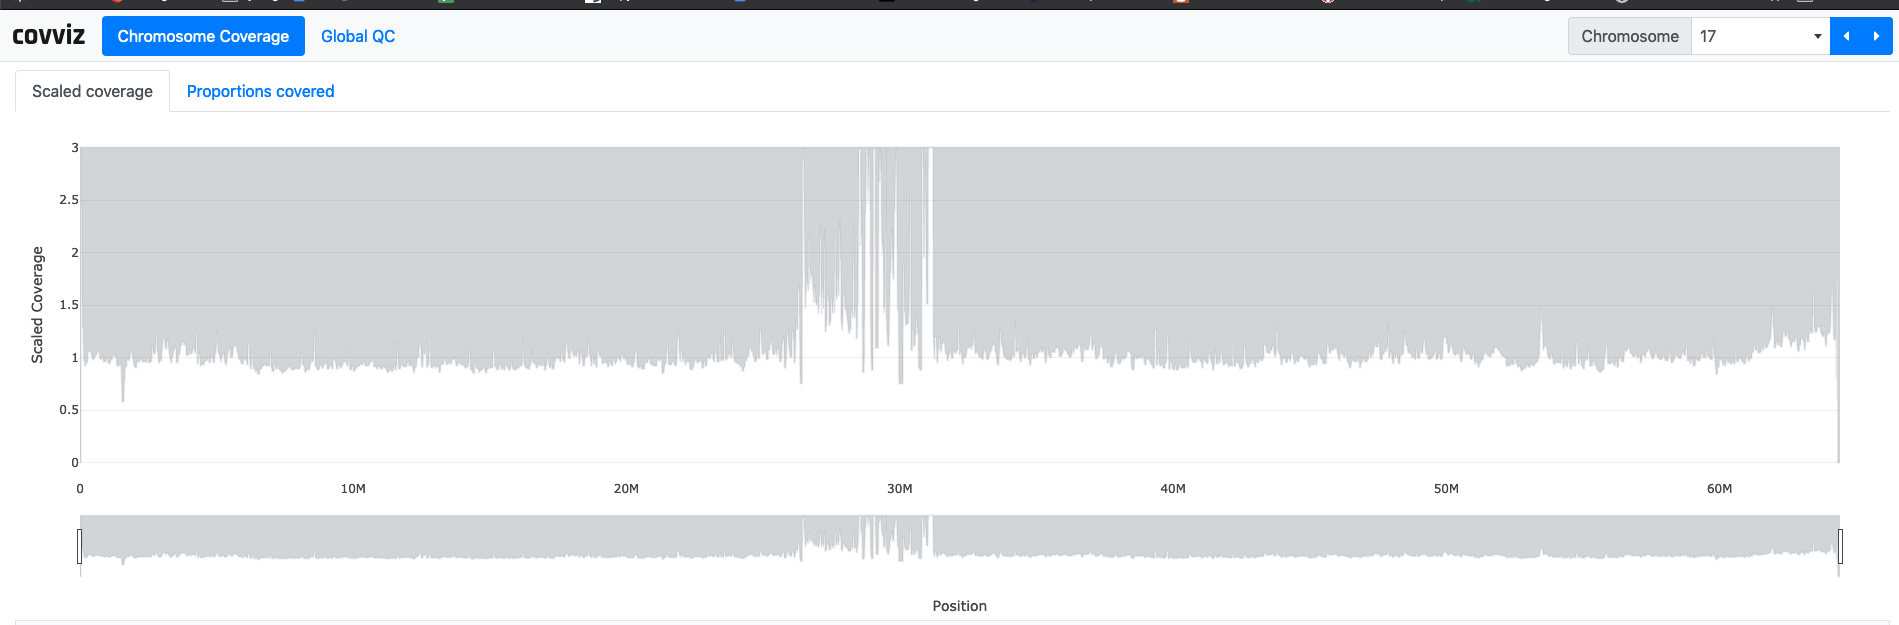 covviz Chromosome Coverage Global QC Chromosome 17
Scaled coverage Proportions covered
3
2.5
2
1.5
1
0.5
0
Scaled Coverage
0 10M 20M 30M 40M 50M 60M
Position